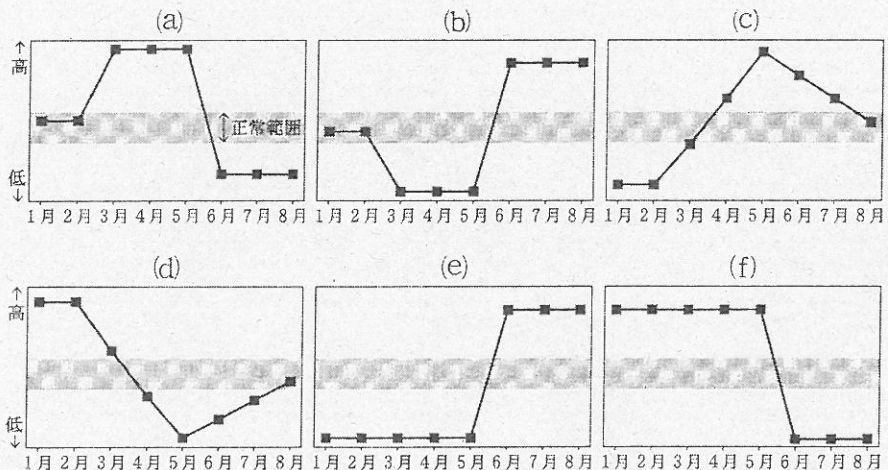 (a) (b) (c)
↑高
正常範囲
低↓
1月 2月 3月 4月 5月 6月 7月 8月 1月 2月 3月 4月 5月 6月 7月 8月 1月 2月 3月 4月 5月 6月 7月 8月
(d) (e) (f)
↑高
低↓
1月 2月 3月 4月 5月 6月 7月 8月 1月 2月 3月 4月 5月 6月 7月 8月 1月 2月 3月 4月 5月 6月 7月 8月